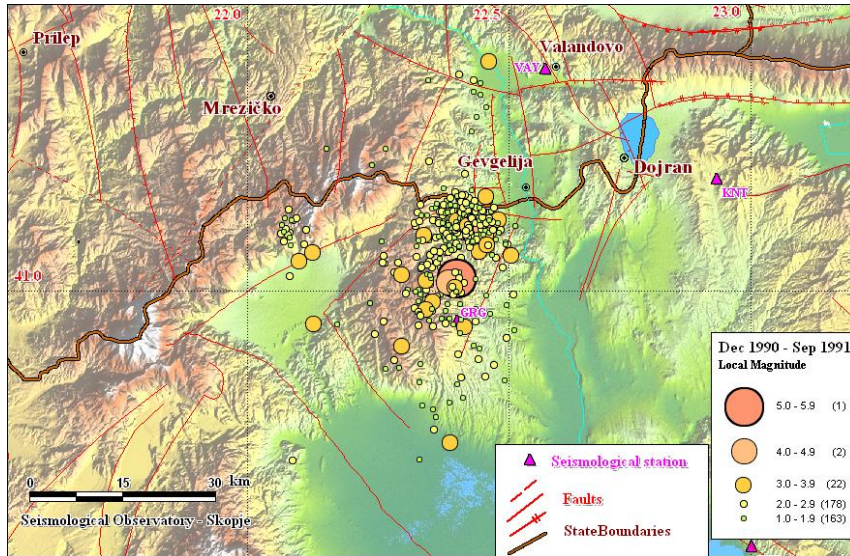 22.0
22.5
23.0
Prilep
Valandovo
VAY
Mrezičko
Gevgelija
Dojran
KNT
41.0
GRG
Dec 1990 - Sep 1991
Local Magnitude
5.0 - 5.9 (1)
4.0 - 4.9 (2)
3.0 - 3.9 (22)
2.0 - 2.9 (178)
1.0 - 1.9 (163)
Seismological station
Faults
StateBoundaries
km
0 15 30
Seismological Observatory - Skopje